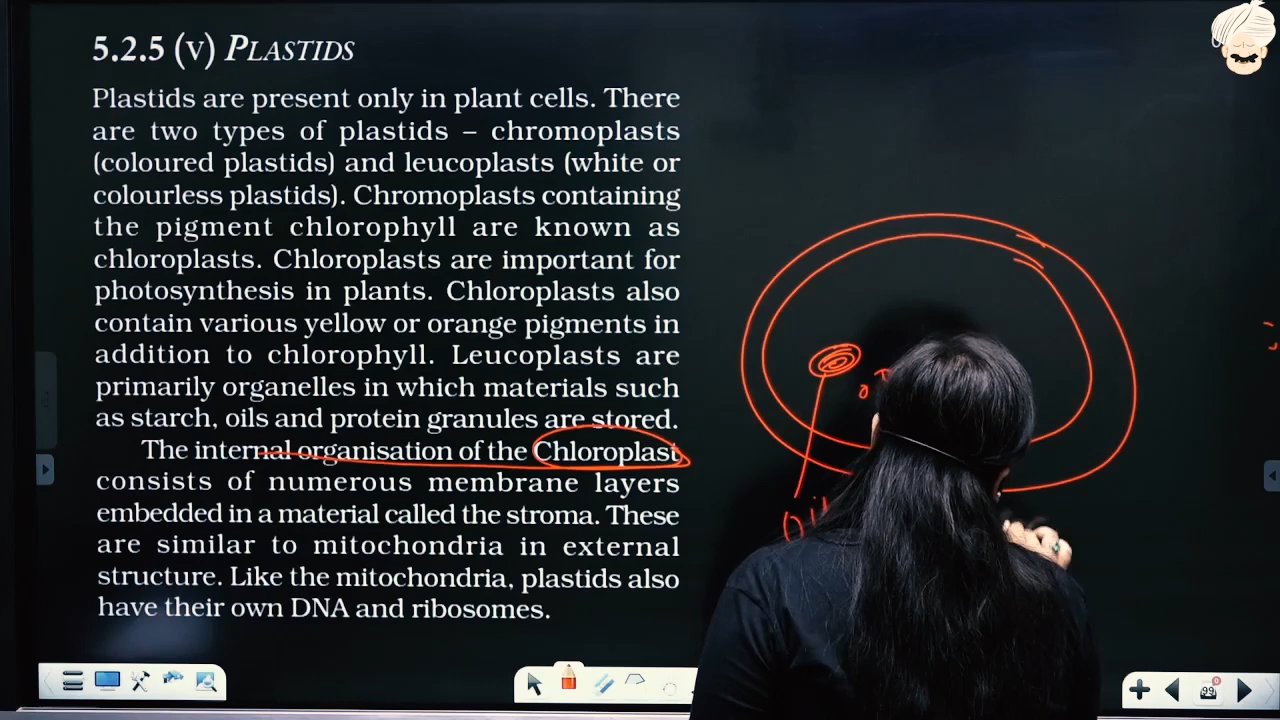 5.2.5 (V) PLASTIDS
Plastids are present only in plant cells. There
are two types of plastids – chromoplasts
(coloured plastids) and leucoplasts (white or
colourless plastids). Chromoplasts containing
the pigment chlorophyll are known as
chloroplasts. Chloroplasts are important for
photosynthesis in plants. Chloroplasts also
contain various yellow or orange pigments in
addition to chlorophyll. Leucoplasts are
primarily organelles in which materials such
as starch, oils and protein granules are stored.
The internal organisation of the Chloroplast
consists of numerous membrane layers
embedded in a material called the stroma. These
are similar to mitochondria in external
structure. Like the mitochondria, plastids also
have their own DNA and ribosomes.
99